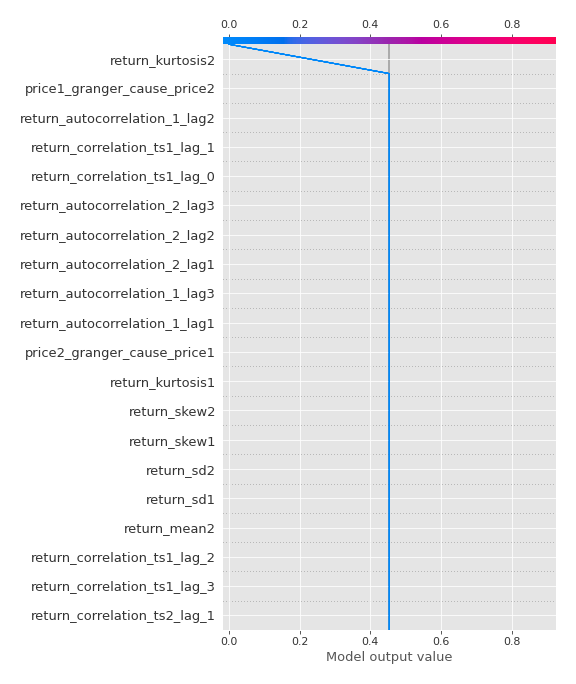 0.0 0.2 0.4 0.6 0.8
return_kurtosis2
price1_granger_cause_price2
return_autocorrelation_1_lag2
return_correlation_ts1_lag_1
return_correlation_ts1_lag_0
return_autocorrelation_2_lag3
return_autocorrelation_2_lag2
return_autocorrelation_2_lag1
return_autocorrelation_1_lag3
return_autocorrelation_1_lag1
price2_granger_cause_price1
return_kurtosis1
return_skew2
return_skew1
return_sd2
return_sd1
return_mean2
return_correlation_ts1_lag_2
return_correlation_ts1_lag_3
return_correlation_ts2_lag_1
0.0 0.2 0.4 0.6 0.8
Model output value